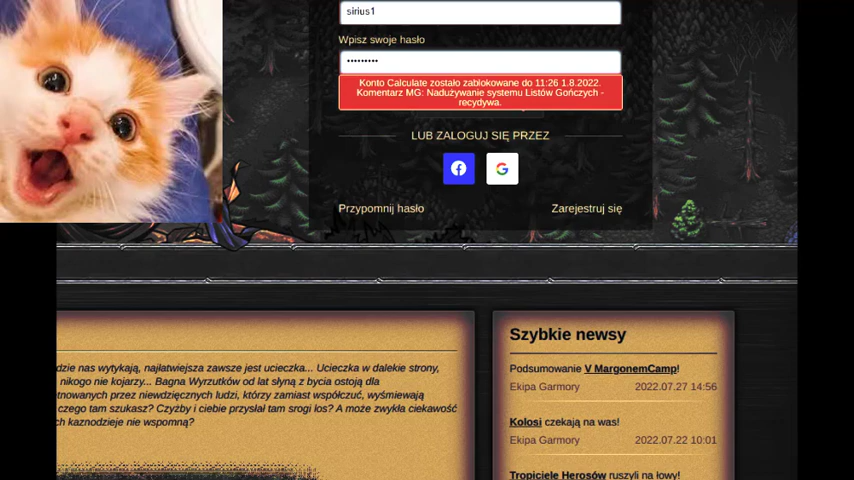 sirius1
Wpisz swoje hasło
Konto Calculate zostało zablokowane do 11:26 1.8.2022.
Komentarz MG: Nadużywanie systemu Listów Gończych -
recydywa.
LUB ZALOGUJ SIĘ PRZEZ
Przypomnij hasło
Zarejestruj się
dzie nas wytykają, najłatwiejsza zawsze jest ucieczka... Ucieczka w dalekie strony,
nikogo nie kojarzy... Bagna Wyrzutków od lat słyną z bycia ostoją dla
ętnowanych przez niewdzięcznych ludzi, którzy zamiast współczuć, wyśmiewają
czego tam szukasz? Czyżby i ciebie przysłał tam srogi los? A może zwykła ciekawość
ch kaznodzieje nie wspomną?
Szybkie newsy
Podsumowanie V MargonemCamp!
Ekipa Garmory 2022.07.27 14:56
Kolosi czekają na was!
Ekipa Garmory 2022.07.22 10:01
Tropiciele Herosów ruszyli na łowy!